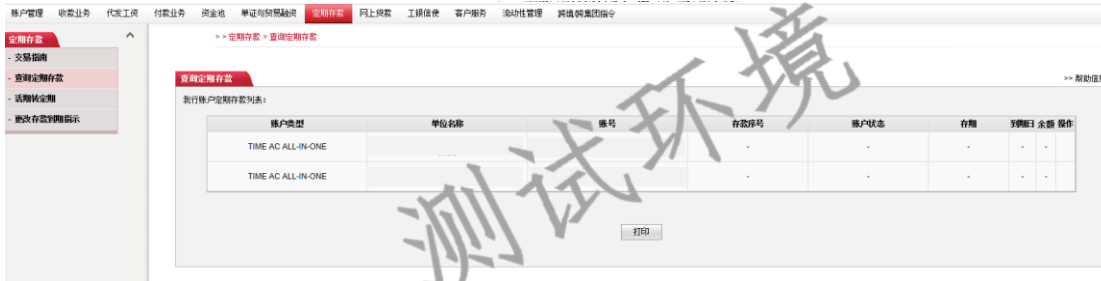 账户管理 收款业务 代发工资 付款业务 资金池 单证与贸易融资 定期存款 网上贷款 工银信使 客户服务 流动性管理 跨境跨集团指令
定期存款
- 交易指南
- 查询定期存款
- 活期转定期
- 更改存款到期指示
>> 定期存款 > 查询定期存款
查询定期存款
>> 帮助信
我行账户定期存款列表:
账户类型 单位名称 账号 存款序号 账户状态 存期 到期日 余额 操作
TIME AC ALL-IN-ONE - - - - -
TIME AC ALL-IN-ONE - - - - -
打印
测试环境